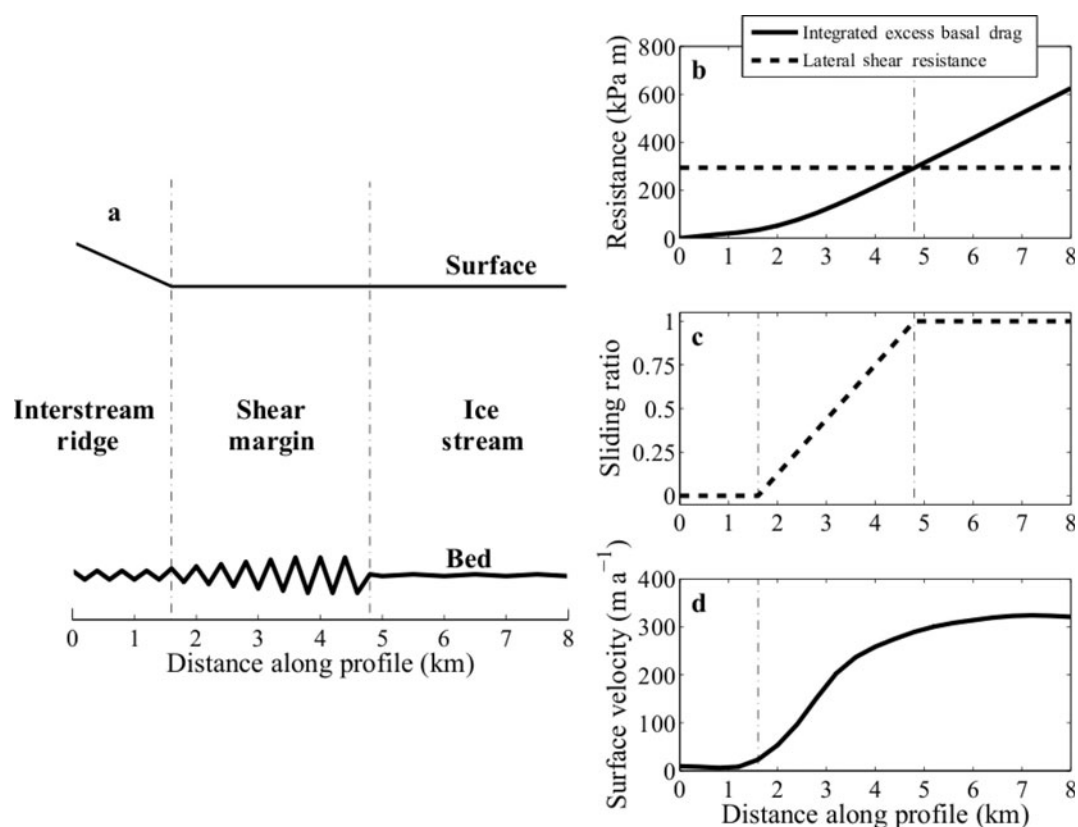 a
Surface
Interstream
ridge
Shear
margin
Ice
stream
Bed
0 1 2 3 4 5 6 7 8
Distance along profile (km)
b
Integrated excess basal drag
Lateral shear resistance
Resistance (kPa m)
800
600
400
200
0
0 1 2 3 4 5 6 7 8
c
Sliding ratio
1
0.75
0.5
0.25
0
0 1 2 3 4 5 6 7 8
d
Surface velocity (m a⁻¹)
400
300
200
100
0
0 1 2 3 4 5 6 7 8
Distance along profile (km)